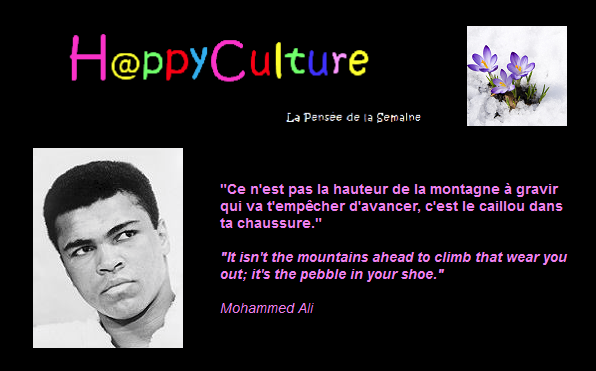 H@ppyCulture
La Pensee de la Semaine
"Ce n'est pas la hauteur de la montagne à gravir
qui va t'empêcher d'avancer, c'est le caillou dans
ta chaussure."
"It isn't the mountains ahead to climb that wear you
out; it's the pebble in your shoe."
Mohammed Ali